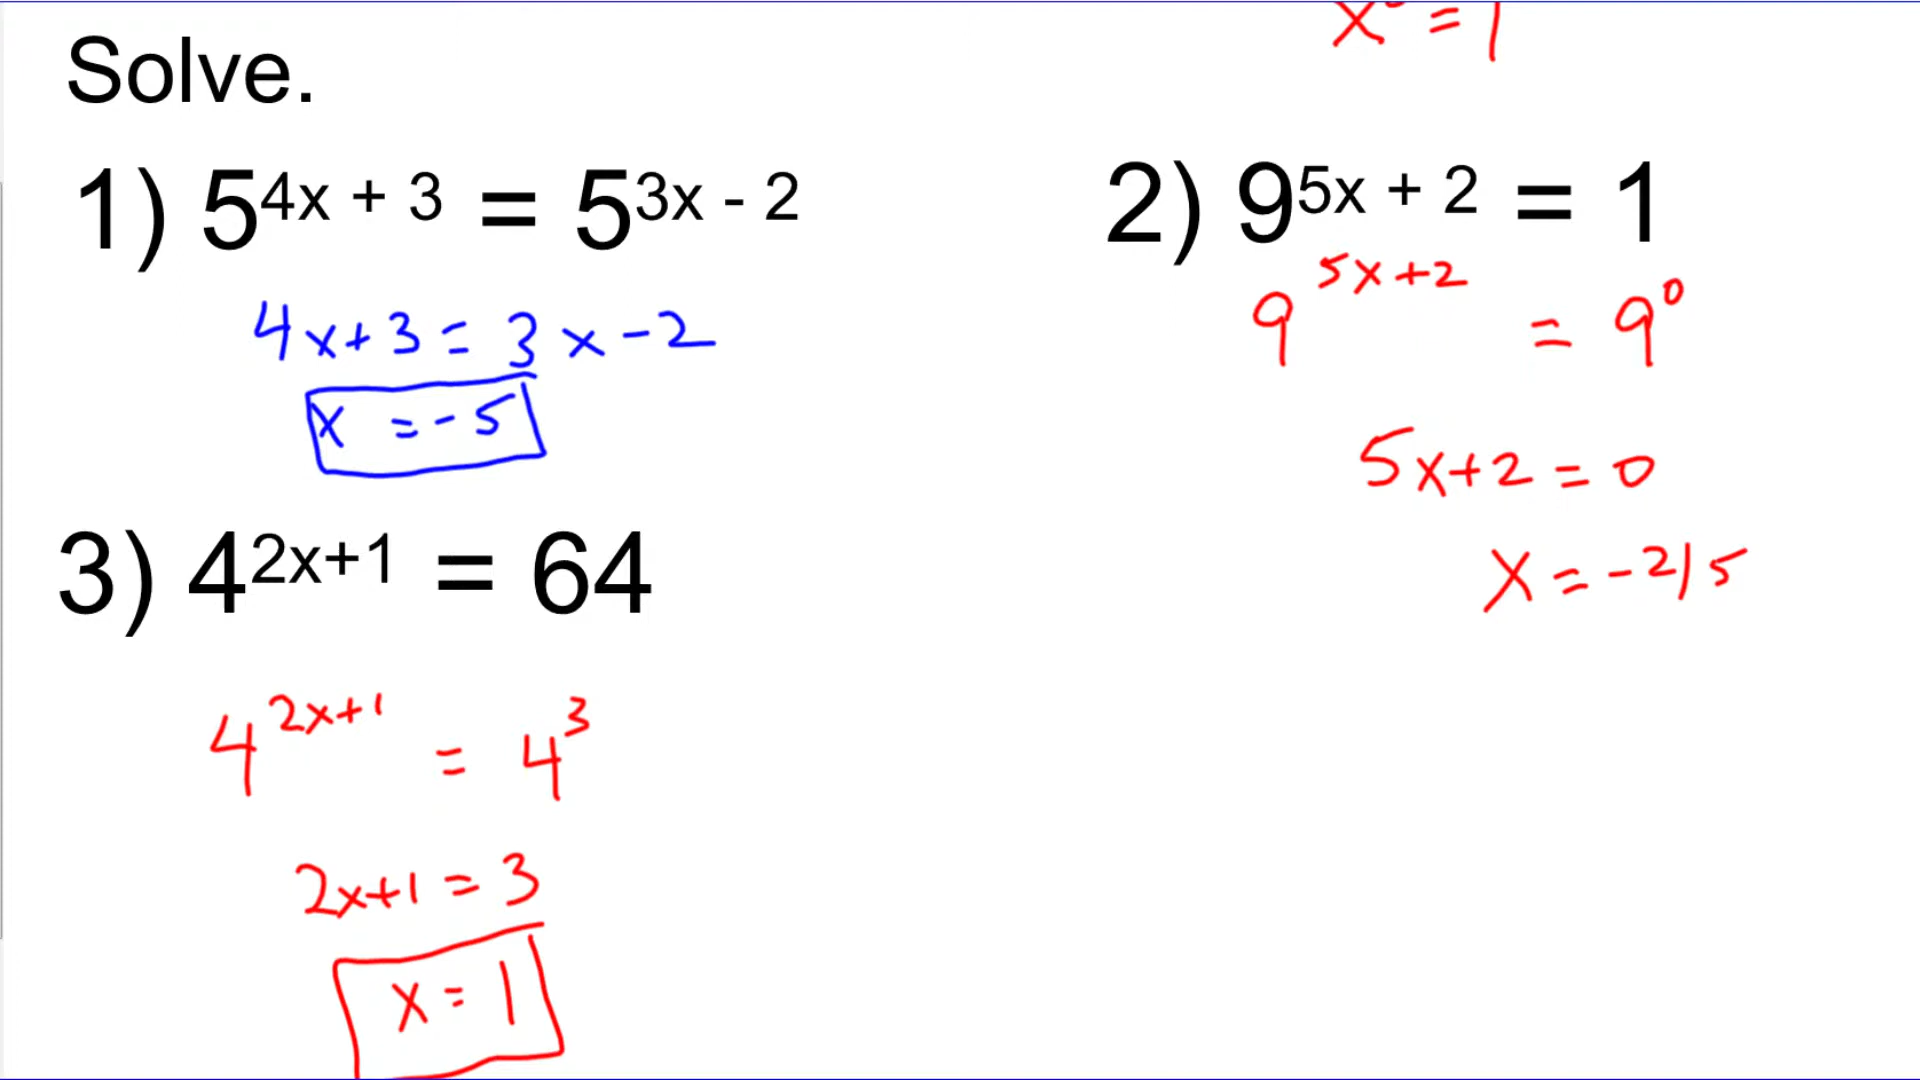 x⁰ = 1
Solve.
1) 5^(4x + 3) = 5^(3x - 2)
4x+3 = 3x-2
x = -5
2) 9^(5x + 2) = 1
9^(5x+2) = 9^0
5x+2 = 0
x = -2/5
3) 4^(2x+1) = 64
4^(2x+1) = 4^3
2x+1 = 3
x = 1